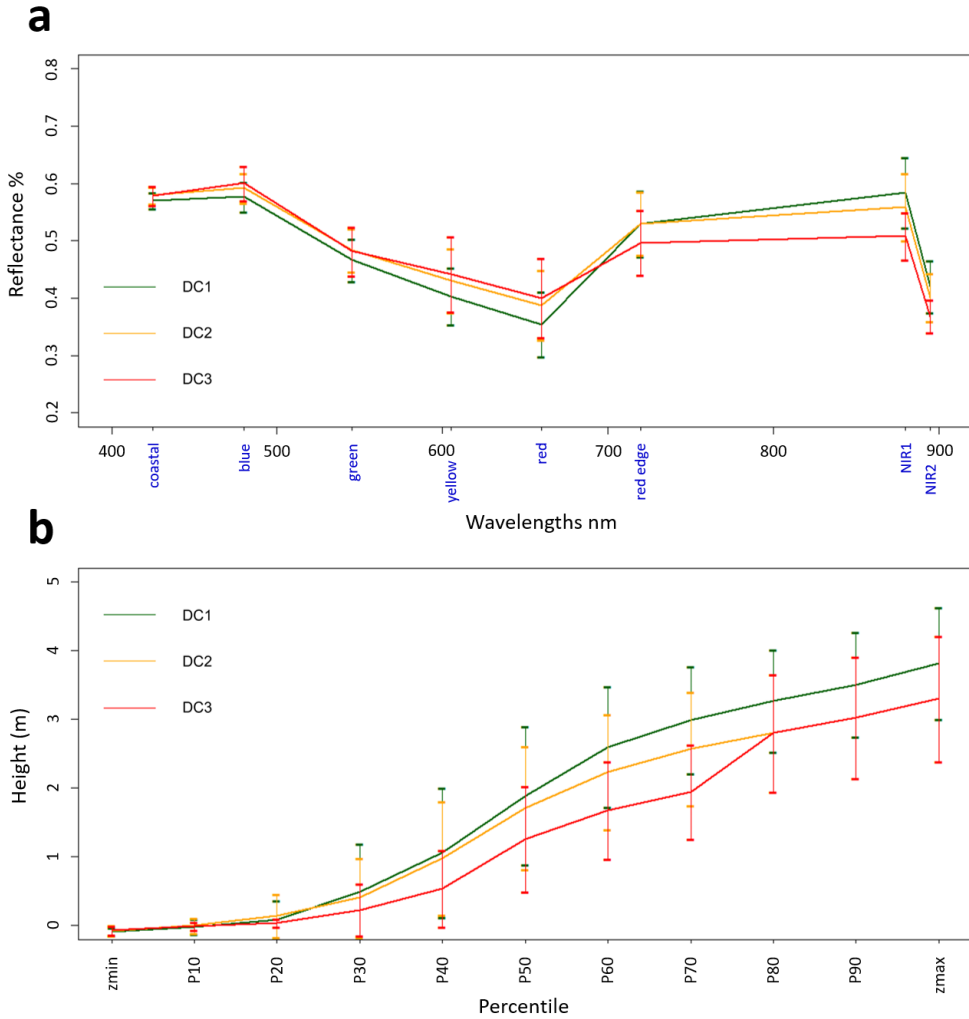 a
0.8
0.7
0.6
0.5
0.4
0.3
0.2
Reflectance %
DC1
DC2
DC3
400 500 600 700 800 900
coastal blue green yellow red red edge NIR1 NIR2
Wavelengths nm
b
5
4
3
2
1
0
Height (m)
DC1
DC2
DC3
zmin P10 P20 P30 P40 P50 P60 P70 P80 P90 zmax
Percentile